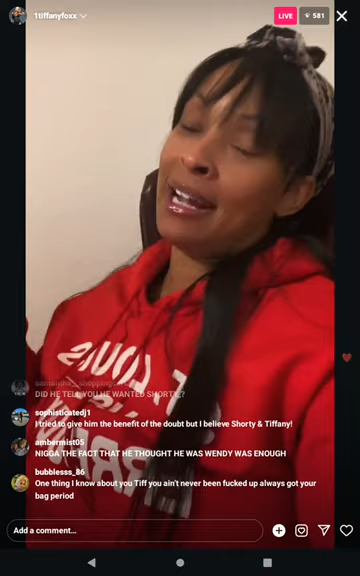 1tiffanyfoxx
LIVE
581
DID HE TELL YOU HE WANTED SHORTY?
sophisticatedj1
I tried to give him the benefit of the doubt but I believe Shorty & Tiffany!
ambermist05
NIGGA THE FACT THAT HE THOUGHT HE WAS WENDY WAS ENOUGH
bubblesss_86
One thing I know about you Tiff you ain't never been fucked up always got your
bag period
Add a comment...